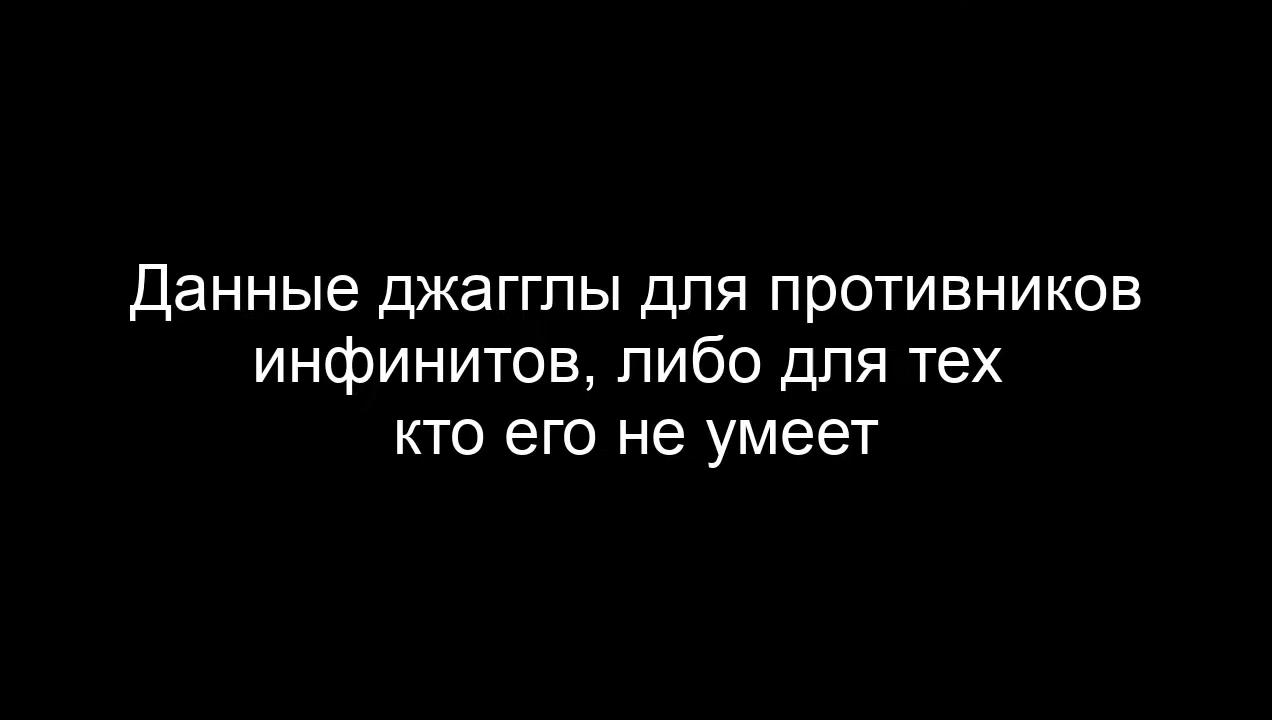 Данные джагглы для противников
инфинитов, либо для тех
кто его не умеет